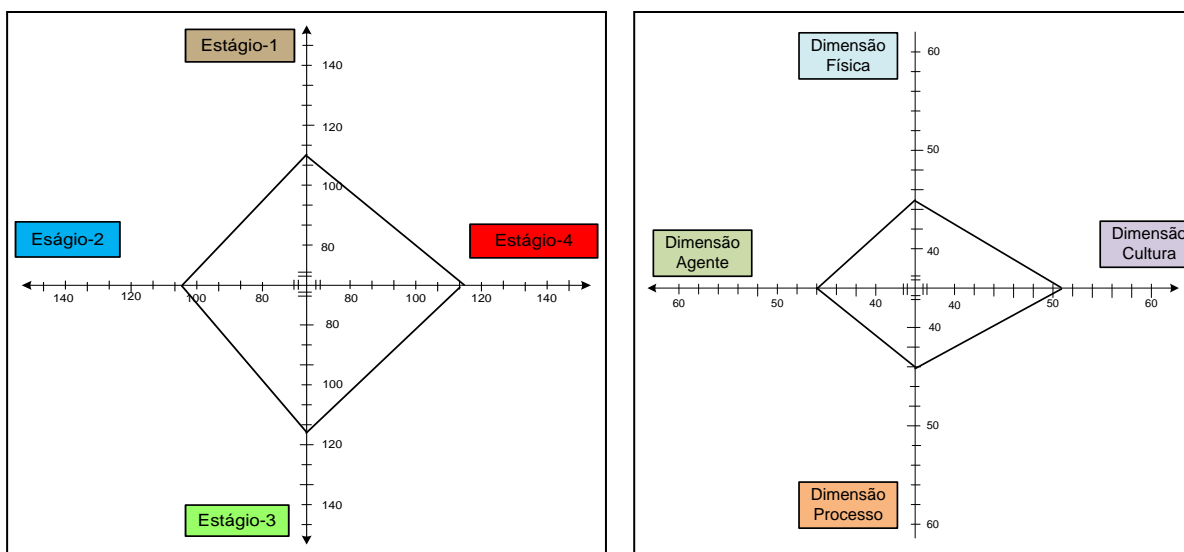 Estágio-1
140
120
100
80
Eságio-2
Estágio-4
140 120 100 80 80 100 120 140
80
100
120
140
Estágio-3
Dimensão
Física
60
50
40
Dimensão
Agente
Dimensão
Cultura
60 50 40 40 50 60
40
50
60
Dimensão
Processo